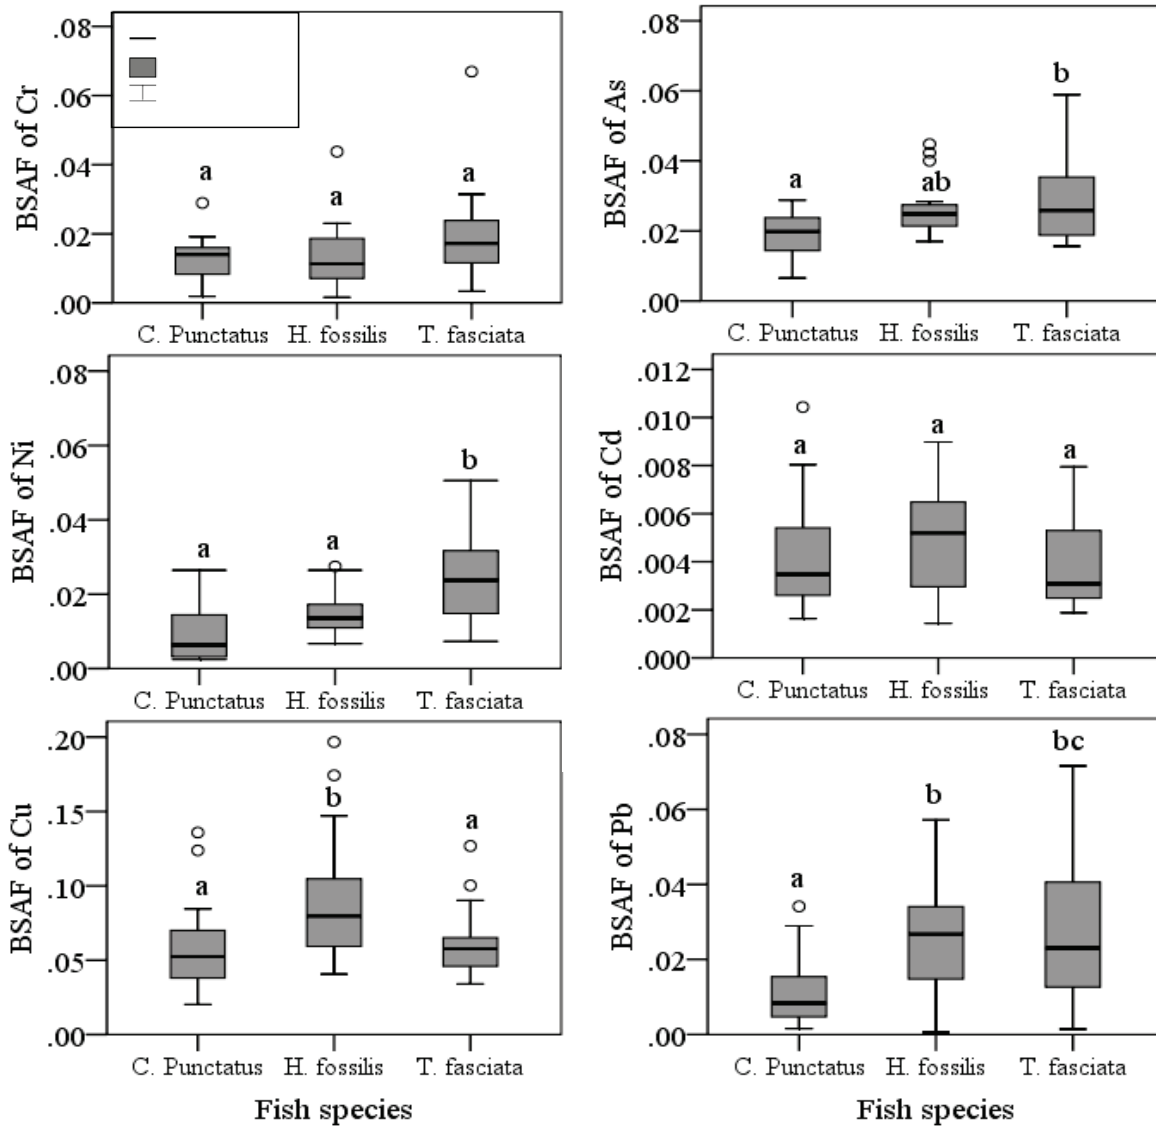 BSAF of Cr
.08
.06
.04
.02
.00
a
a
a
C. Punctatus H. fossilis T. fasciata
BSAF of As
.08
.06
.04
.02
.00
a
ab
b
C. Punctatus H. fossilis T. fasciata
BSAF of Ni
.08
.06
.04
.02
.00
a
a
b
C. Punctatus H. fossilis T. fasciata
BSAF of Cd
.012
.010
.008
.006
.004
.002
.000
a
a
a
C. Punctatus H. fossilis T. fasciata
BSAF of Cu
.20
.15
.10
.05
.00
a
b
a
C. Punctatus H. fossilis T. fasciata
Fish species
BSAF of Pb
.08
.06
.04
.02
.00
a
b
bc
C. Punctatus H. fossilis T. fasciata
Fish species